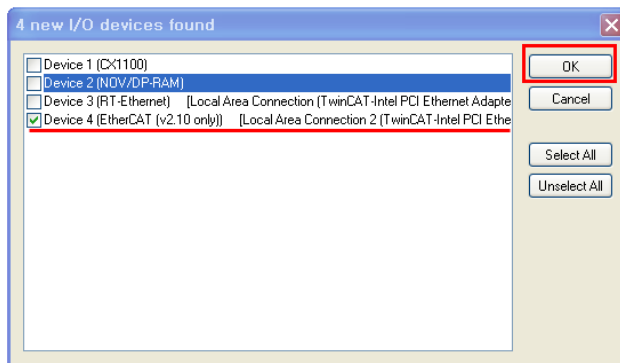 4 new I/O devices found
Device 1 (CX1100)
Device 2 (NOV/DP-RAM)
Device 3 (RT-Ethernet) [Local Area Connection (TwinCAT-Intel PCI Ethernet Adapte
Device 4 (EtherCAT (v2.10 only)) [Local Area Connection 2 (TwinCAT-Intel PCI Ethe
OK
Cancel
Select All
Unselect All